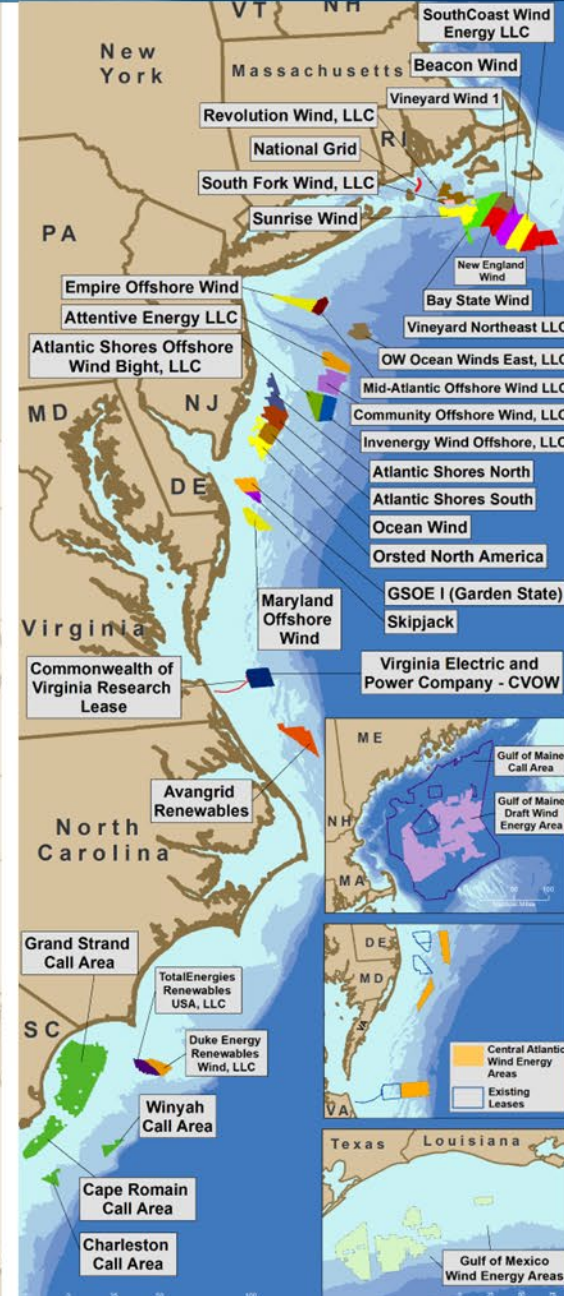 VT
NH
New
York
Massachusetts
RI
SouthCoast Wind
Energy LLC
Beacon Wind
Vineyard Wind 1
Revolution Wind, LLC
National Grid
South Fork Wind, LLC
Sunrise Wind
PA
New England
Wind
Bay State Wind
Vineyard Northeast LLC
Empire Offshore Wind
Attentive Energy LLC
Atlantic Shores Offshore
Wind Bight, LLC
OW Ocean Winds East, LLC
Mid-Atlantic Offshore Wind LLC
Community Offshore Wind, LLC
Invenergy Wind Offshore, LLC
MD
NJ
DE
Atlantic Shores North
Atlantic Shores South
Ocean Wind
Orsted North America
GSOE I (Garden State)
Skipjack
Maryland
Offshore
Wind
Virginia
Commonwealth of
Virginia Research
Lease
Virginia Electric and
Power Company - CVOW
Avangrid
Renewables
North
Carolina
ME
NH
MA
Gulf of Maine
Call Area
Gulf of Maine
Draft Wind
Energy Area
Grand Strand
Call Area
SC
TotalEnergies
Renewables
USA, LLC
Duke Energy
Renewables
Wind, LLC
Winyah
Call Area
Cape Romain
Call Area
Charleston
Call Area
DE
MD
VA
VA
Central Atlantic
Wind Energy
Areas
Existing
Leases
Texas
Louisiana
Gulf of Mexico
Wind Energy Areas